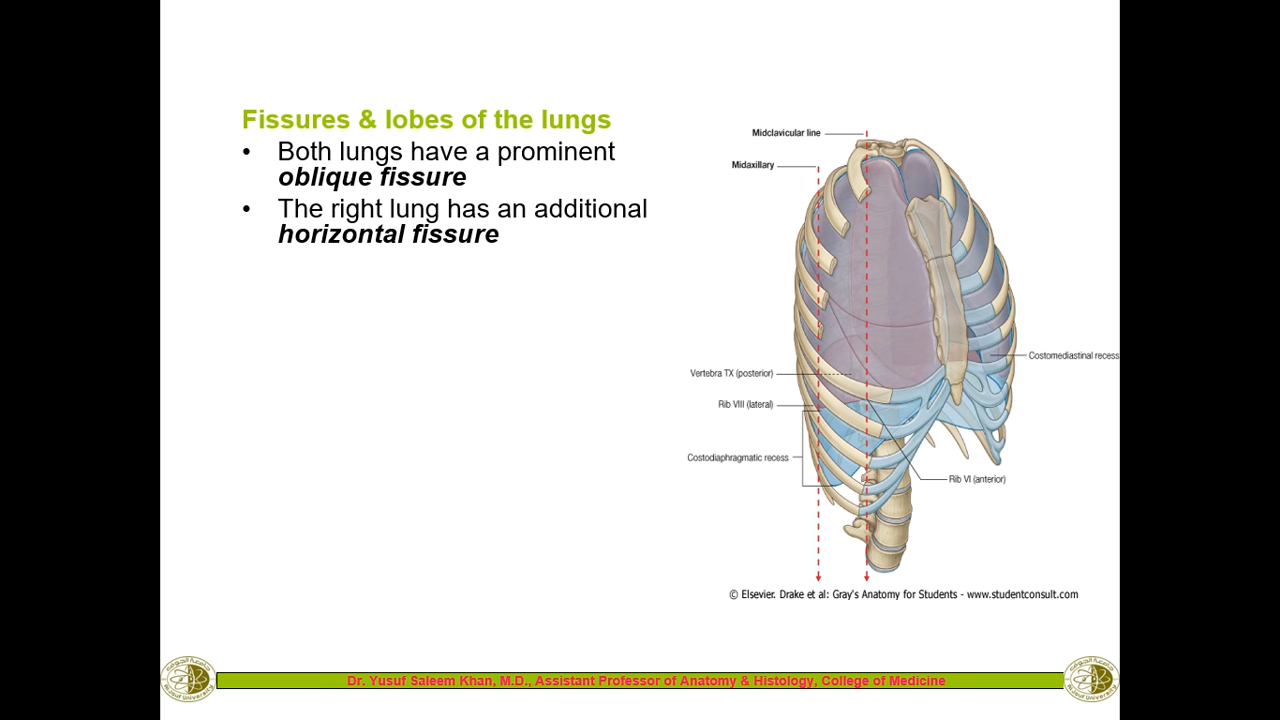 Fissures & lobes of the lungs
• Both lungs have a prominent
oblique fissure
• The right lung has an additional
horizontal fissure
Midclavicular line
Midaxillary
Costomediastinal recess
Vertebra TX (posterior)
Rib VIII (lateral)
Costodiaphragmatic recess
Rib VI (anterior)
© Elsevier. Drake et al: Gray's Anatomy for Students - www.studentconsult.com
Dr. Yusuf Saleem Khan, M.D., Assistant Professor of Anatomy & Histology, College of Medicine